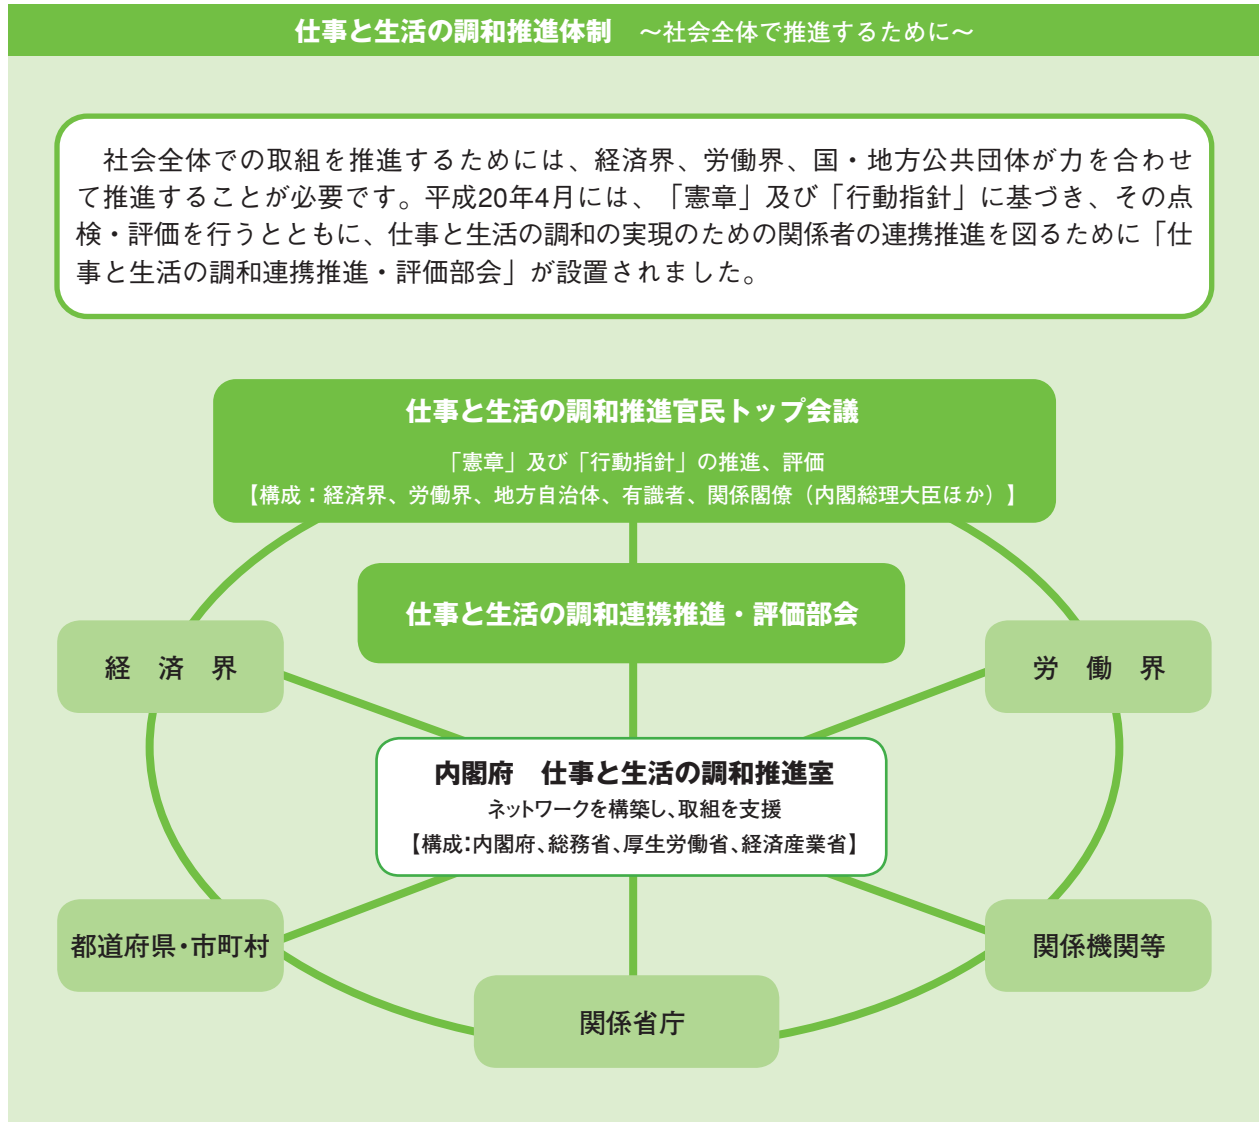 仕事と生活の調和推進体制　～社会全体で推進するために～
　社会全体での取組を推進するためには、経済界、労働界、国・地方公共団体が力を合わせ
て推進することが必要です。平成20年4月には、「憲章」及び「行動指針」に基づき、その点
検・評価を行うとともに、仕事と生活の調和の実現のための関係者の連携推進を図るために「仕
事と生活の調和連携推進・評価部会」が設置されました。
仕事と生活の調和推進官民トップ会議
「憲章」及び「行動指針」の推進、評価
【構成：経済界、労働界、地方自治体、有識者、関係閣僚（内閣総理大臣ほか）】
仕事と生活の調和連携推進・評価部会
経　済　界
労　働　界
内閣府　仕事と生活の調和推進室
ネットワークを構築し、取組を支援
【構成:内閣府、総務省、厚生労働省、経済産業省】
都道府県・市町村
関係機関等
関係省庁